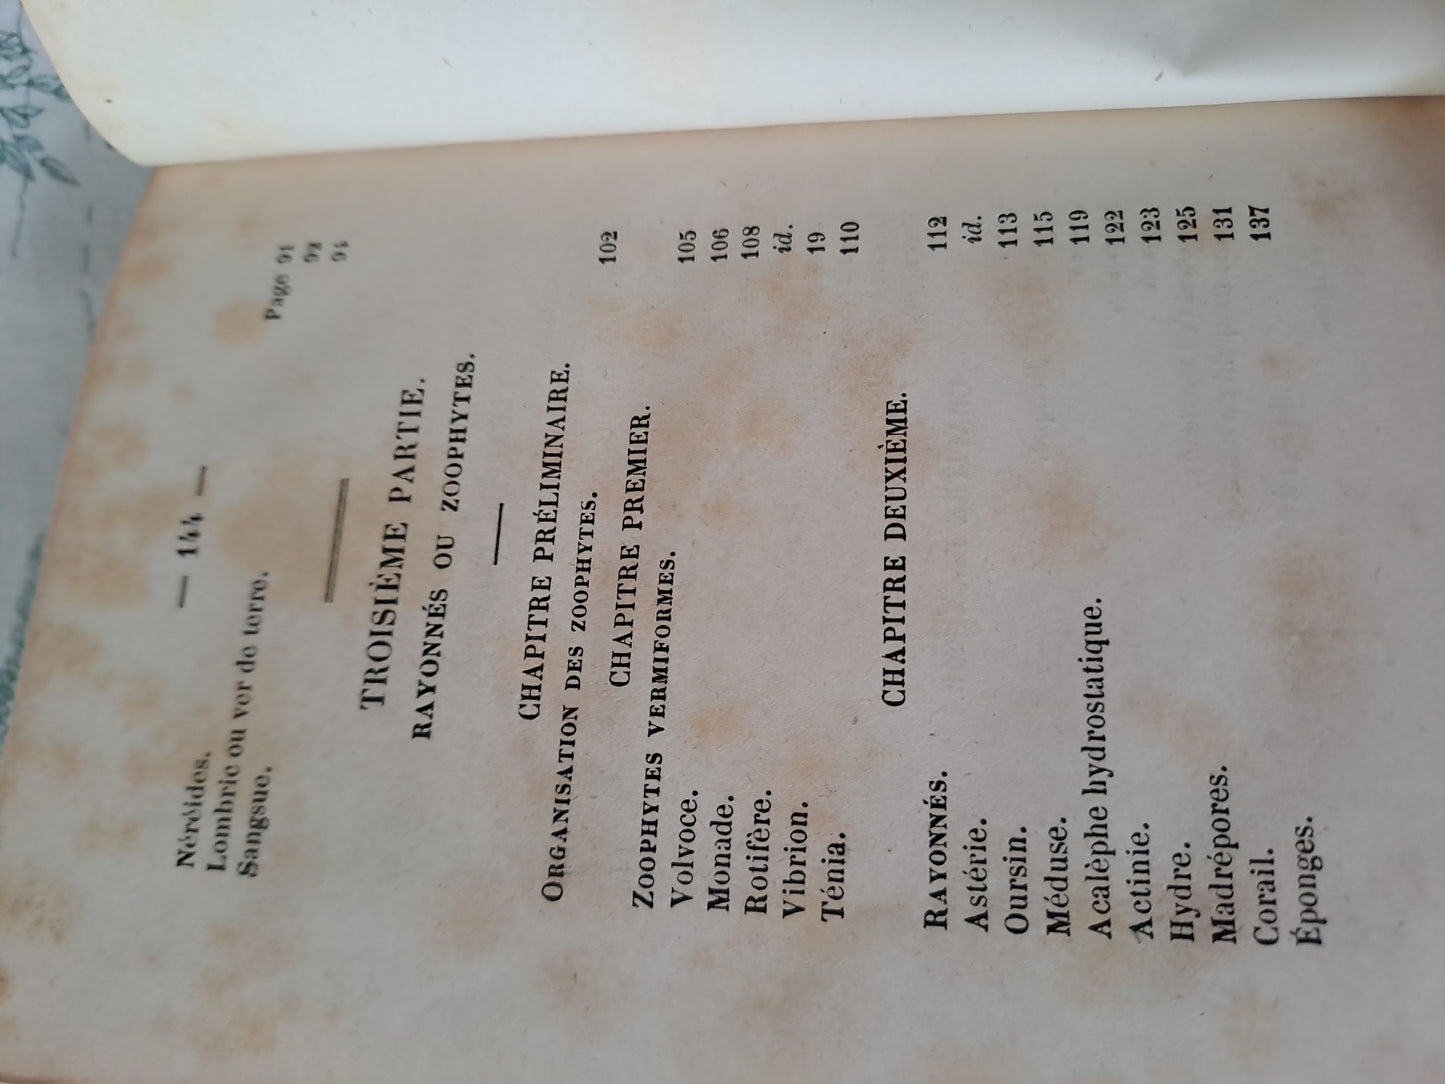 — 144 —
Néréides. Page 91
Lombric ou ver de terre. 92
Sangsue. 94
TROISIÈME PARTIE.
RAYONNÉS OU ZOOPHYTES.
CHAPITRE PRÉLIMINAIRE.
ORGANISATION DES ZOOPHYTES. 102
CHAPITRE PREMIER.
ZOOPHYTES VERMIFORMES. 105
Volvoce. 106
Monade. 108
Rotifère. id.
Vibrion. 19
Ténia. 110
CHAPITRE DEUXIÈME.
RAYONNÉS. 112
Astérie. id.
Oursin. 113
Méduse. 115
Acalèphe hydrostatique. 119
Actinie. 122
Hydre. 123
Madrépores. 125
Corail. 131
Éponges. 137